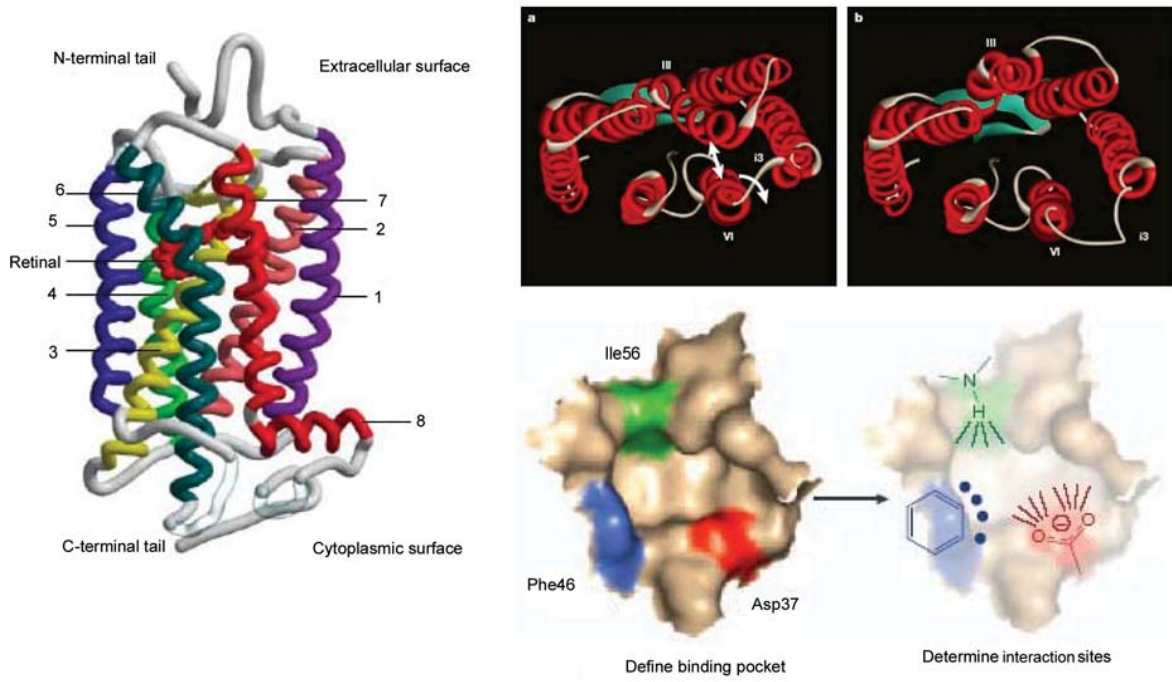 N-terminal tail
Extracellular surface
6
5
Retinal
4
3
7
2
1
8
C-terminal tail
Cytoplasmic surface
a
III
i3
VI
b
III
i3
VI
Ile56
Phe46
Asp37
Define binding pocket
N
H
O
O
⊖
Determine interaction sites